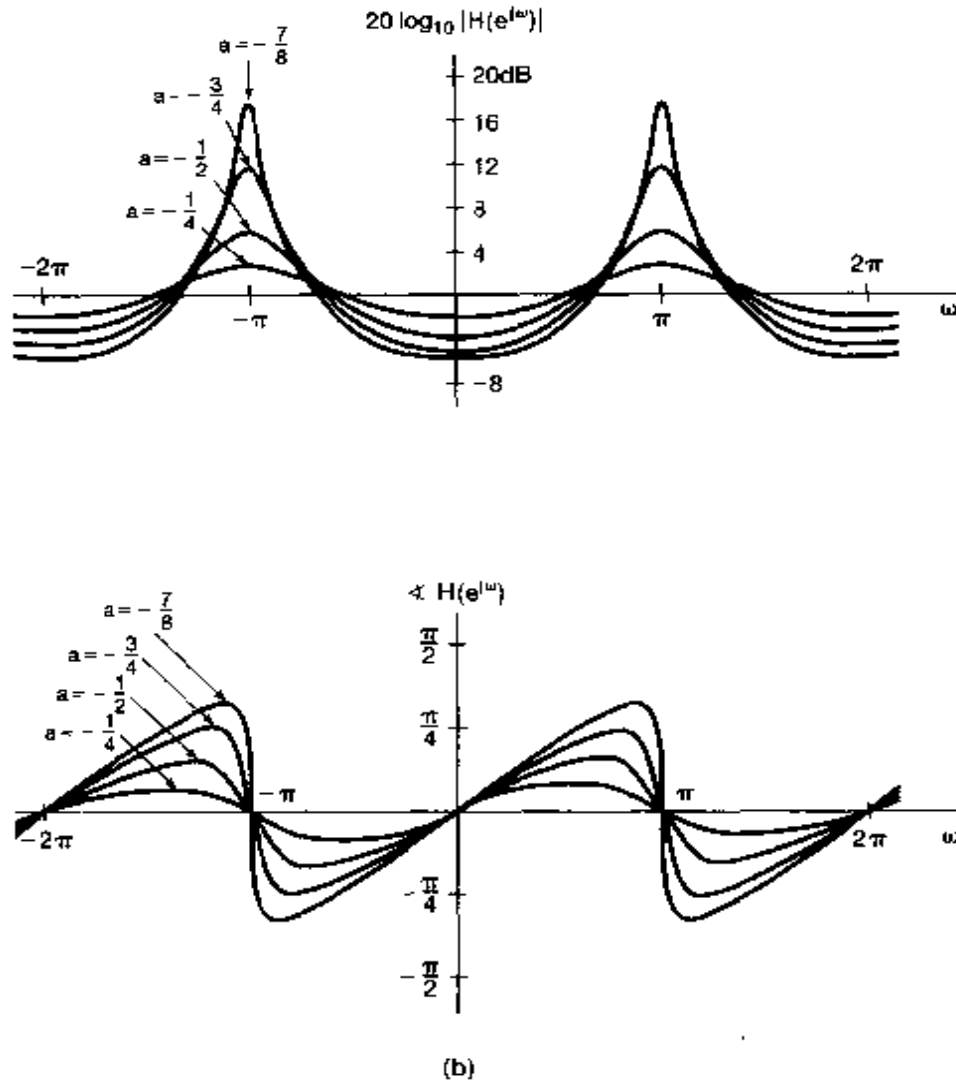 20 log₁₀ |H(e^jω)|
a = − 7/8
a − − 3/4
a = − 1/2
a = − 1/4
20dB
16
12
8
4
−2π
−π
π
2π
ω
−8
∢ H(e^jω)
a = − 7/8
a = − 3/4
a = − 1/2
a = − 1/4
π/2
π/4
−π
π
−2π
2π
ω
− π/4
− π/2
(b)